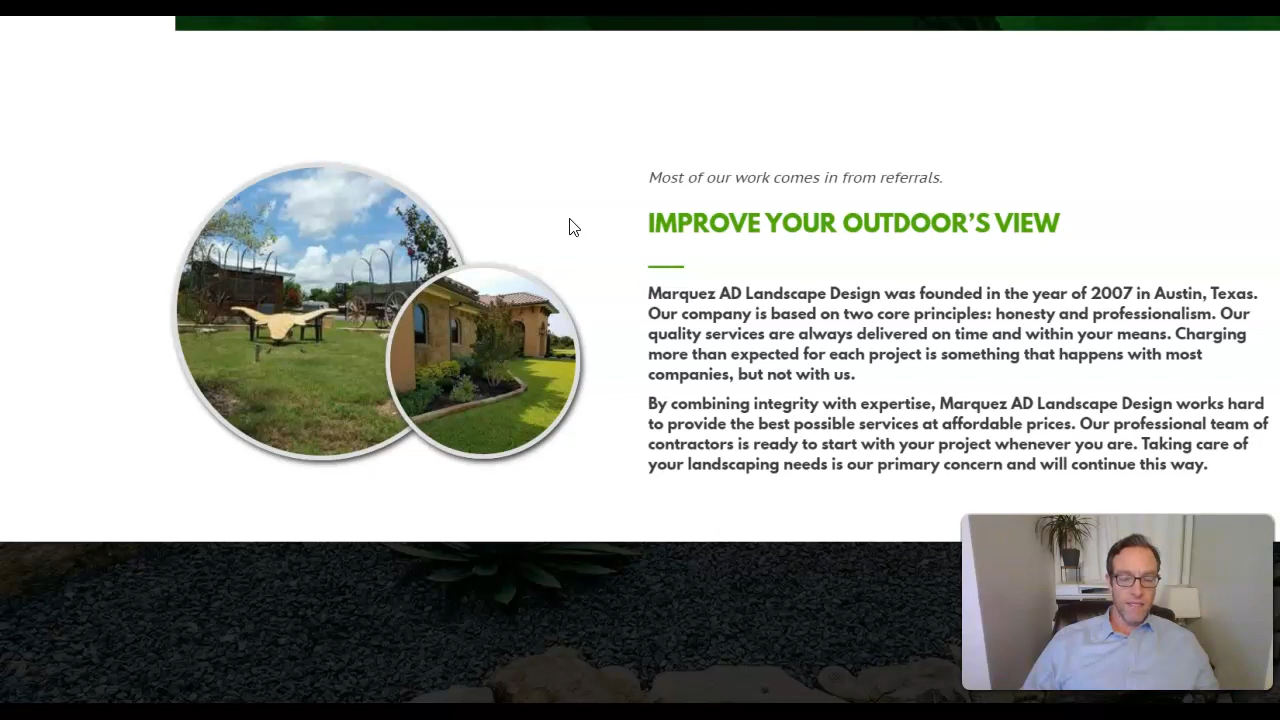 Most of our work comes in from referrals.
IMPROVE YOUR OUTDOOR'S VIEW
Marquez AD Landscape Design was founded in the year of 2007 in Austin, Texas.
Our company is based on two core principles: honesty and professionalism. Our
quality services are always delivered on time and within your means. Charging
more than expected for each project is something that happens with most
companies, but not with us.
By combining integrity with expertise, Marquez AD Landscape Design works hard
to provide the best possible services at affordable prices. Our professional team of
contractors is ready to start with your project whenever you are. Taking care of
your landscaping needs is our primary concern and will continue this way.